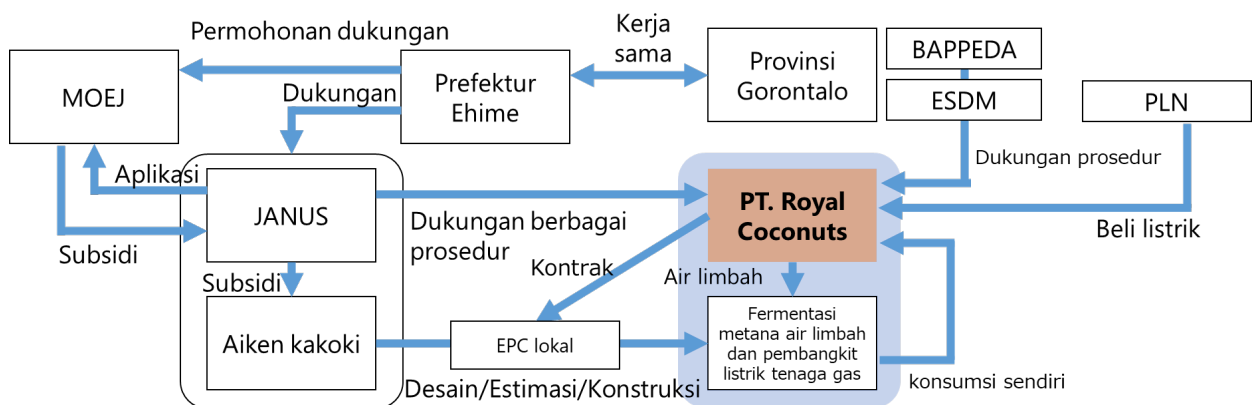 Permohonan dukungan
Kerja
sama
MOEJ
Prefektur
Ehime
Provinsi
Gorontalo
BAPPEDA
ESDM
PLN
Dukungan
Aplikasi
Dukungan prosedur
JANUS
Dukungan berbagai
prosedur
PT. Royal
Coconuts
Beli listrik
Subsidi
Subsidi
Kontrak
Air limbah
Aiken kakoki
EPC lokal
Fermentasi
metana air limbah
dan pembangkit
listrik tenaga gas
Desain/Estimasi/Konstruksi
konsumsi sendiri